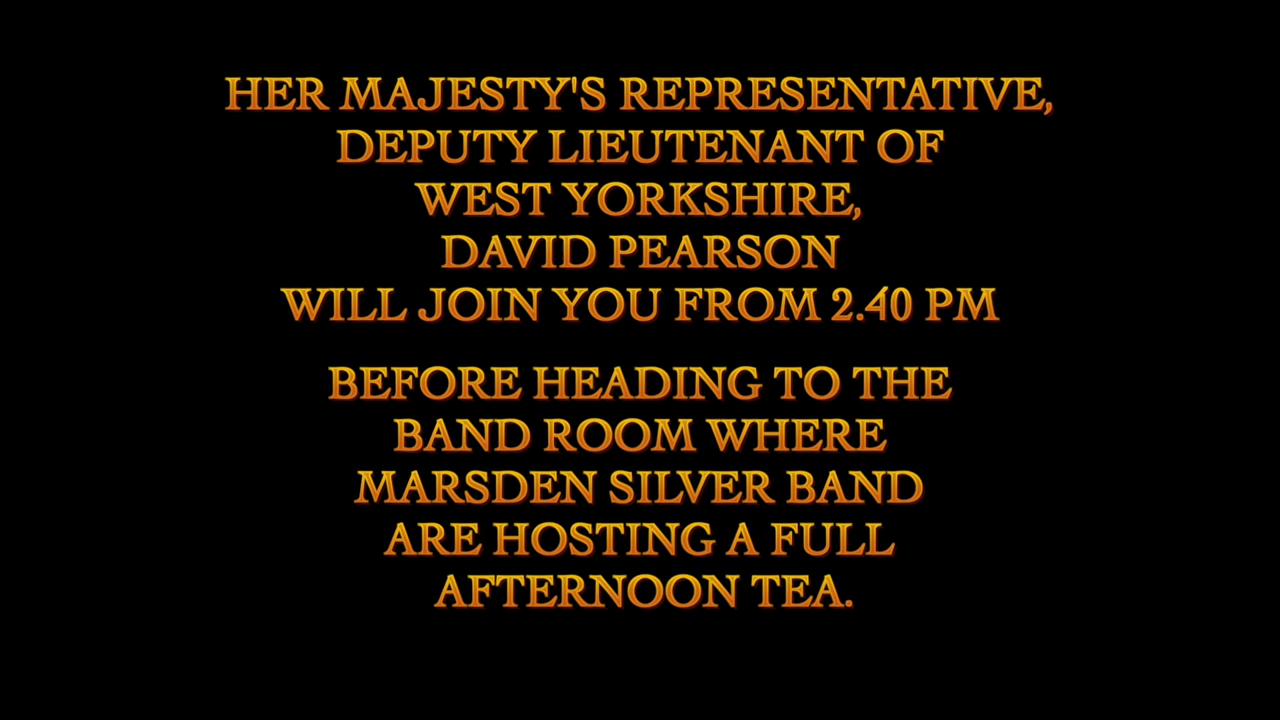 HER MAJESTY'S REPRESENTATIVE,
DEPUTY LIEUTENANT OF
WEST YORKSHIRE,
DAVID PEARSON
WILL JOIN YOU FROM 2.40 PM
BEFORE HEADING TO THE
BAND ROOM WHERE
MARSDEN SILVER BAND
ARE HOSTING A FULL
AFTERNOON TEA.